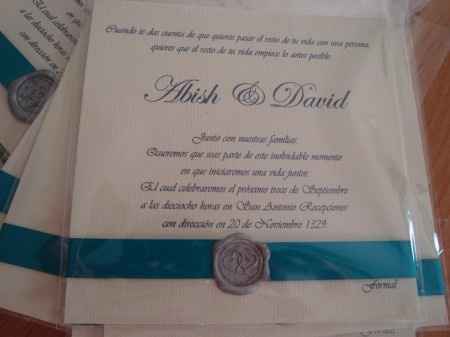 Cuando te das cuenta de que quieres pasar el resto de tu vida con una persona,
quieres que el resto de tu vida empiece lo antes posible.
Abish & David
Junto con nuestras familias:
Queremos que seas parte de este inolvidable momento
en que iniciaremos una vida juntos.
El cual celebraremos el próximo trece de Septiembre
a las dieciocho horas en San Antonio Recepciones
con dirección en 20 de Noviembre 1329.
Formal.